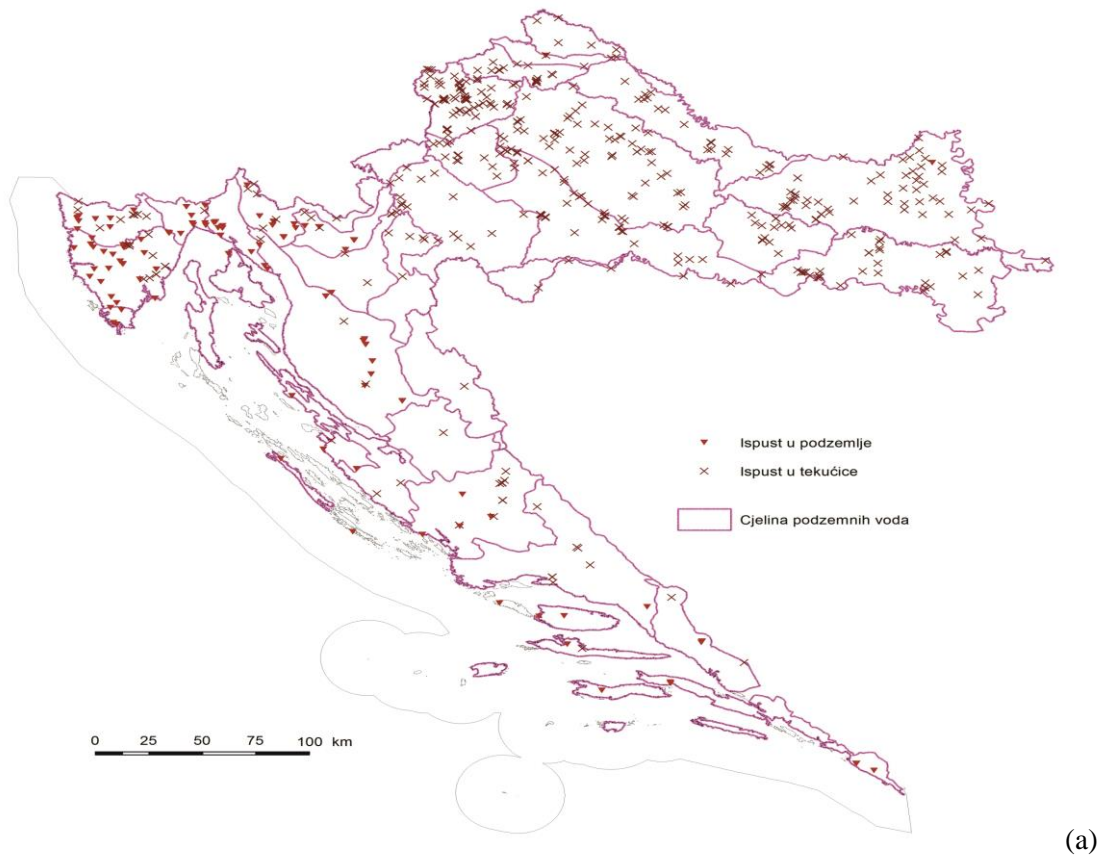 Ispust u podzemlje
Ispust u tekućice
Cjelina podzemnih voda
0 25 50 75 100 km
(a)